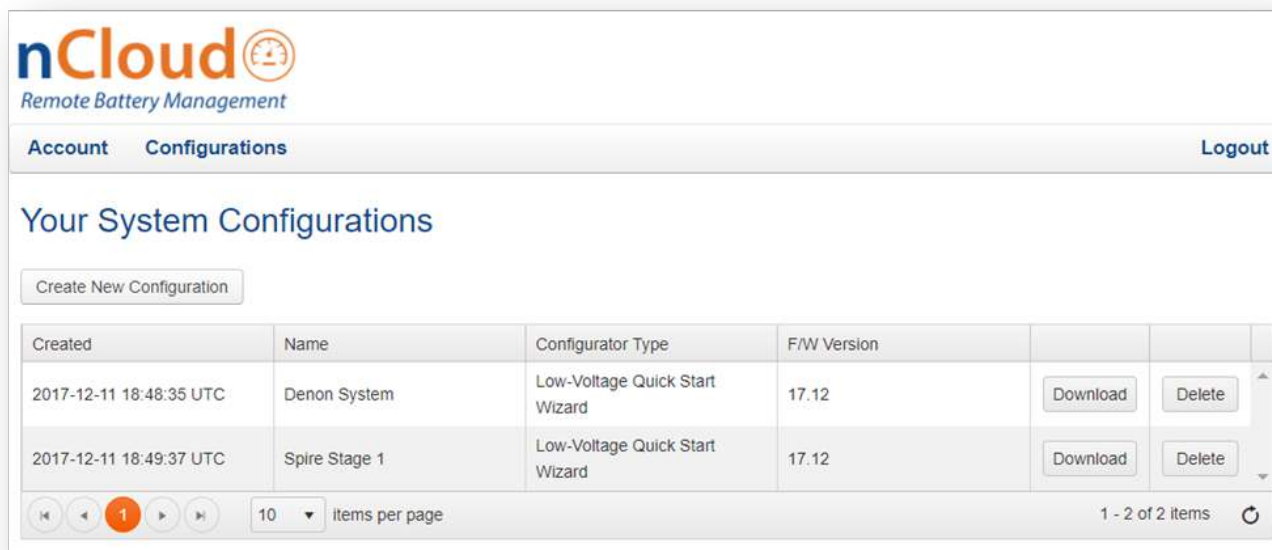 nCloud
Remote Battery Management
Account Configurations Logout
Your System Configurations
Create New Configuration
Created Name Configurator Type F/W Version
2017-12-11 18:48:35 UTC Denon System Low-Voltage Quick Start Wizard 17.12 Download Delete
2017-12-11 18:49:37 UTC Spire Stage 1 Low-Voltage Quick Start Wizard 17.12 Download Delete
1 10 items per page 1 - 2 of 2 items